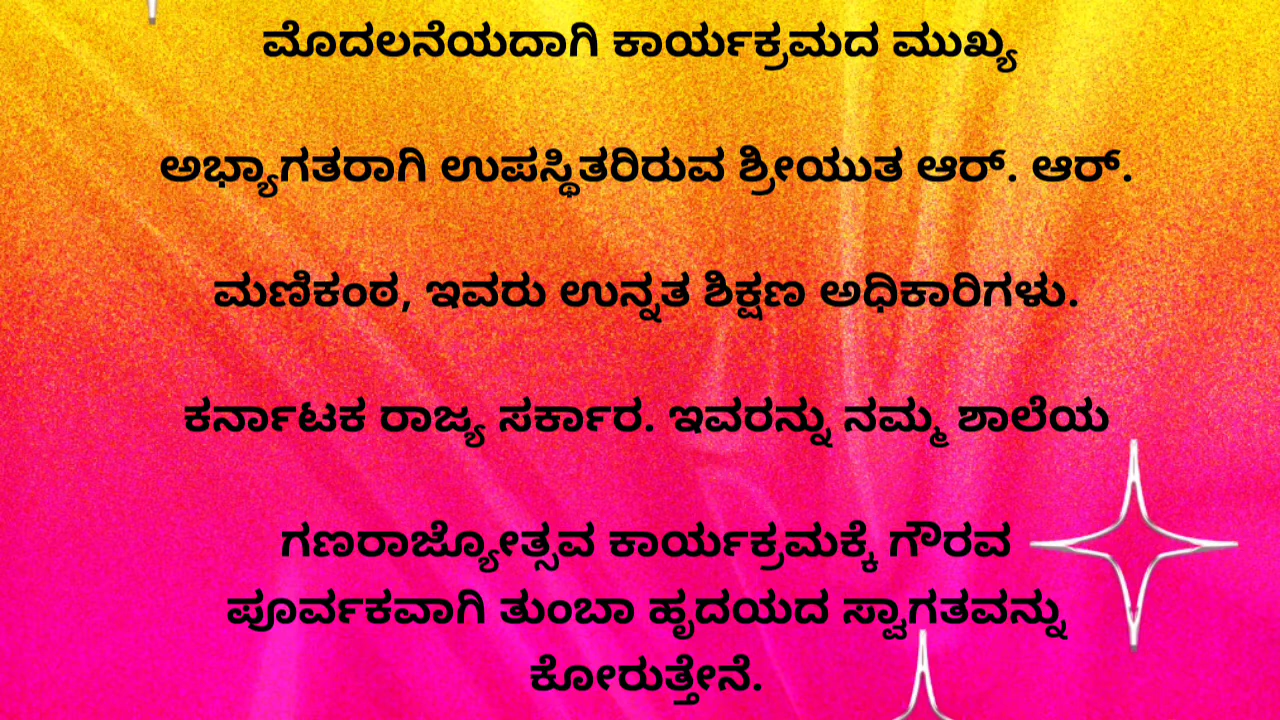 ಮೊದಲನೆಯದಾಗಿ ಕಾರ್ಯಕ್ರಮದ ಮುಖ್ಯ
ಅಭ್ಯಾಗತರಾಗಿ ಉಪಸ್ಥಿತರಿರುವ ಶ್ರೀಯುತ ಆರ್. ಆರ್.
ಮಣಿಕಂಠ, ಇವರು ಉನ್ನತ ಶಿಕ್ಷಣ ಅಧಿಕಾರಿಗಳು.
ಕರ್ನಾಟಕ ರಾಜ್ಯ ಸರ್ಕಾರ. ಇವರನ್ನು ನಮ್ಮ ಶಾಲೆಯ
ಗಣರಾಜ್ಯೋತ್ಸವ ಕಾರ್ಯಕ್ರಮಕ್ಕೆ ಗೌರವ
ಪೂರ್ವಕವಾಗಿ ತುಂಬಾ ಹೃದಯದ ಸ್ವಾಗತವನ್ನು
ಕೋರುತ್ತೇನೆ.